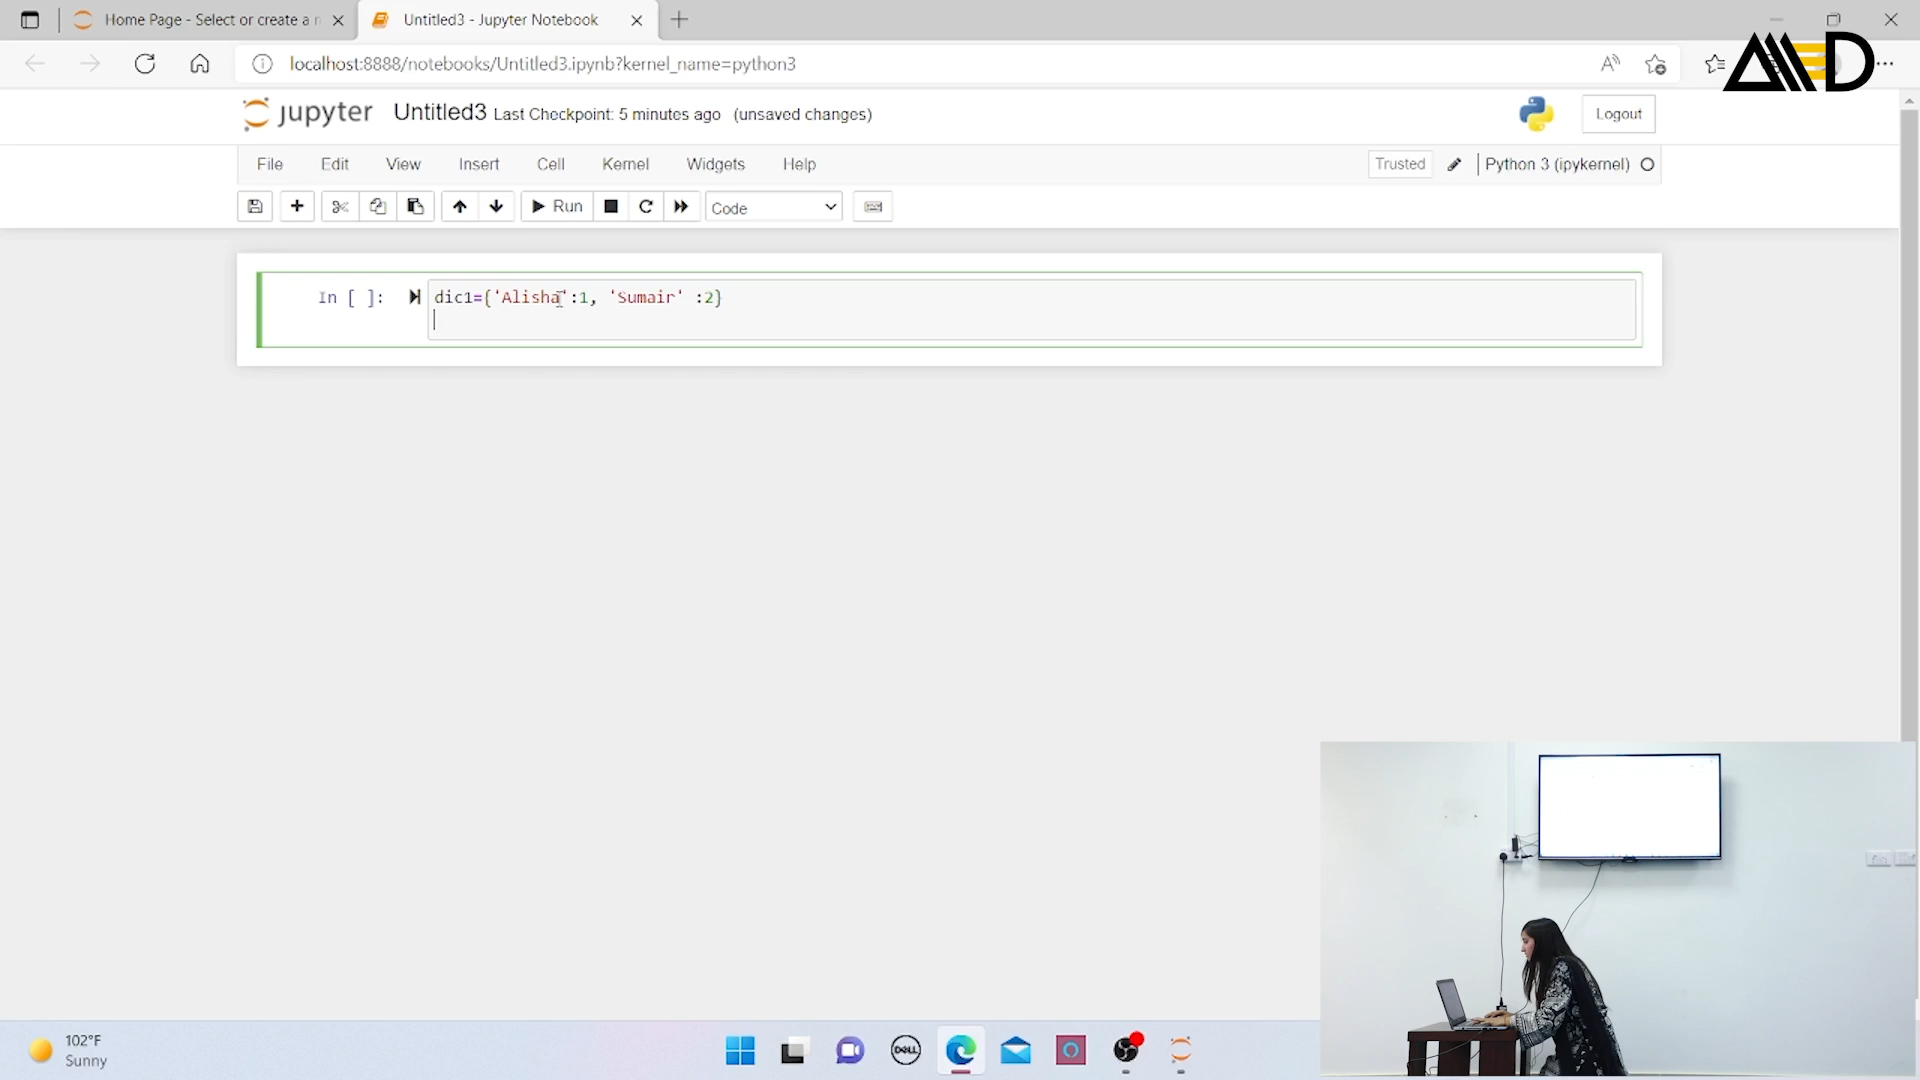 Home Page - Select or create a n
Untitled3 - Jupyter Notebook
localhost:8888/notebooks/Untitled3.ipynb?kernel_name=python3
jupyter Untitled3 Last Checkpoint: 5 minutes ago (unsaved changes)
Logout
File Edit View Insert Cell Kernel Widgets Help
Trusted Python 3 (ipykernel)
Run Code
In [ ]: dic1={'Alisha':1, 'Sumair' :2}
102°F
Sunny
DELL